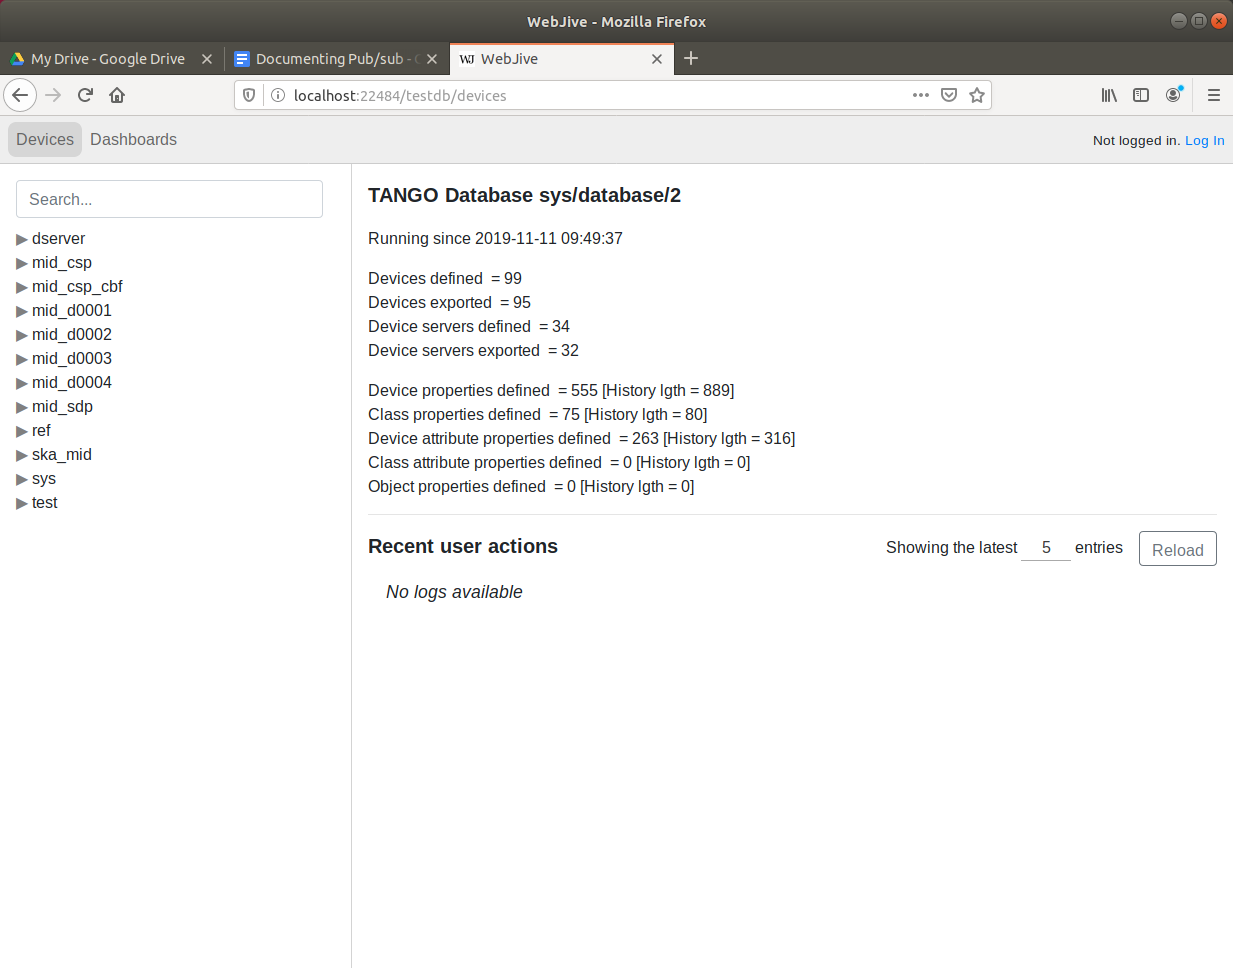 WebJive - Mozilla Firefox
My Drive - Google Drive
Documenting Pub/sub -
WJ WebJive
localhost:22484/testdb/devices
Devices Dashboards
Not logged in. Log In
Search...
dserver
mid_csp
mid_csp_cbf
mid_d0001
mid_d0002
mid_d0003
mid_d0004
mid_sdp
ref
ska_mid
sys
test
TANGO Database sys/database/2
Running since 2019-11-11 09:49:37
Devices defined = 99
Devices exported = 95
Device servers defined = 34
Device servers exported = 32
Device properties defined = 555 [History lgth = 889]
Class properties defined = 75 [History lgth = 80]
Device attribute properties defined = 263 [History lgth = 316]
Class attribute properties defined = 0 [History lgth = 0]
Object properties defined = 0 [History lgth = 0]
Recent user actions
Showing the latest 5 entries
Reload
No logs available